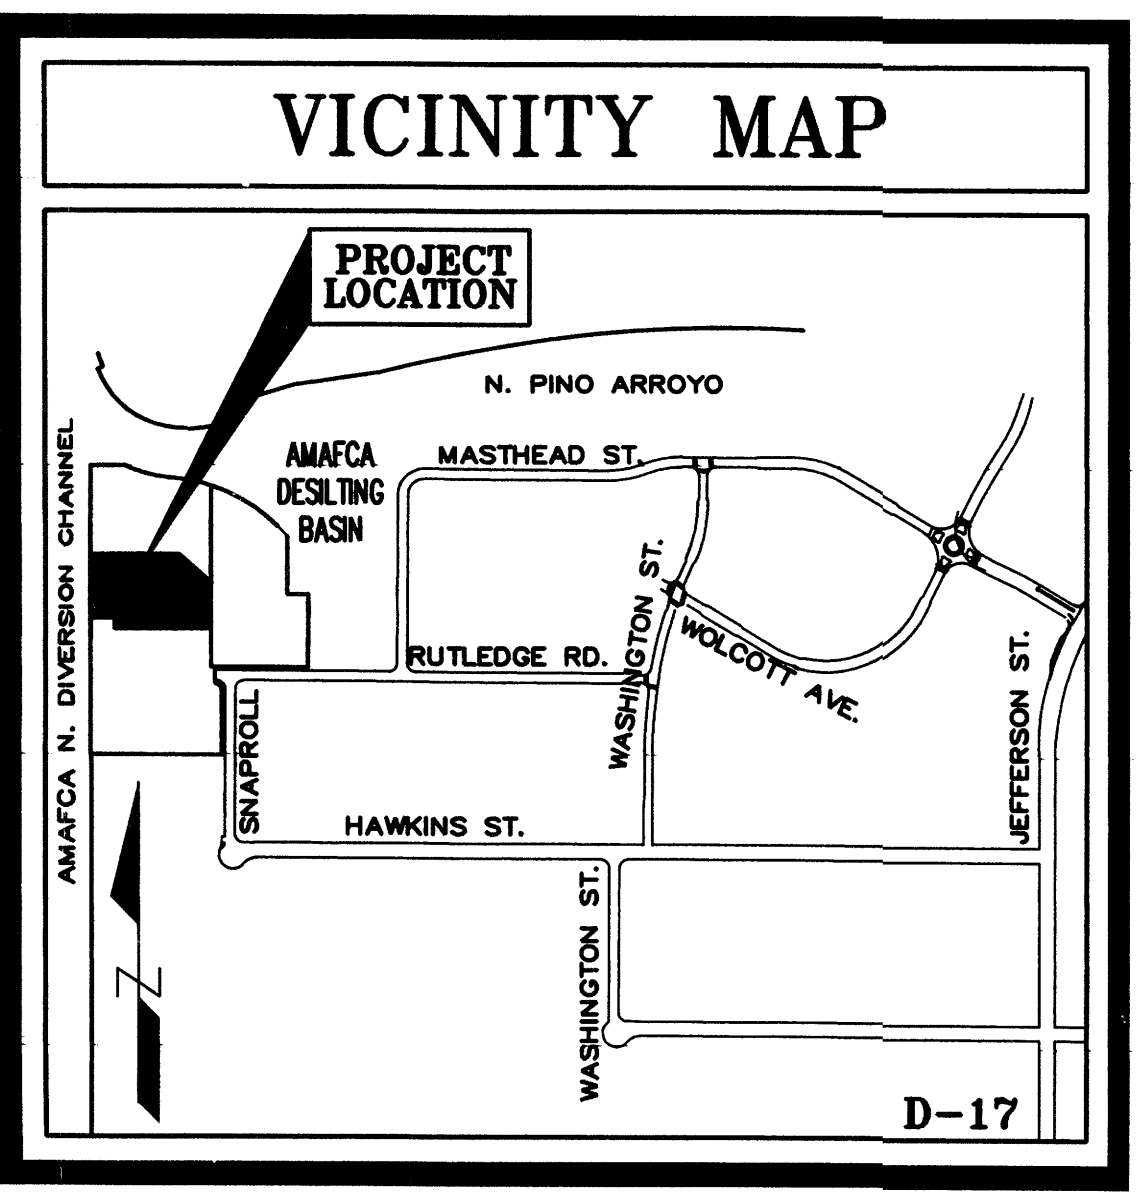 VICINITY MAP
PROJECT
LOCATION
N. PINO ARROYO
AMAFCA
DESILTING
BASIN
MASTHEAD ST.
AMAFCA N. DIVERSION CHANNEL
WASHINGTON ST.
WOLCOTT AVE.
RUTLEDGE RD.
SNAPROLL
JEFFERSON ST.
HAWKINS ST.
WASHINGTON ST.
N
D-17